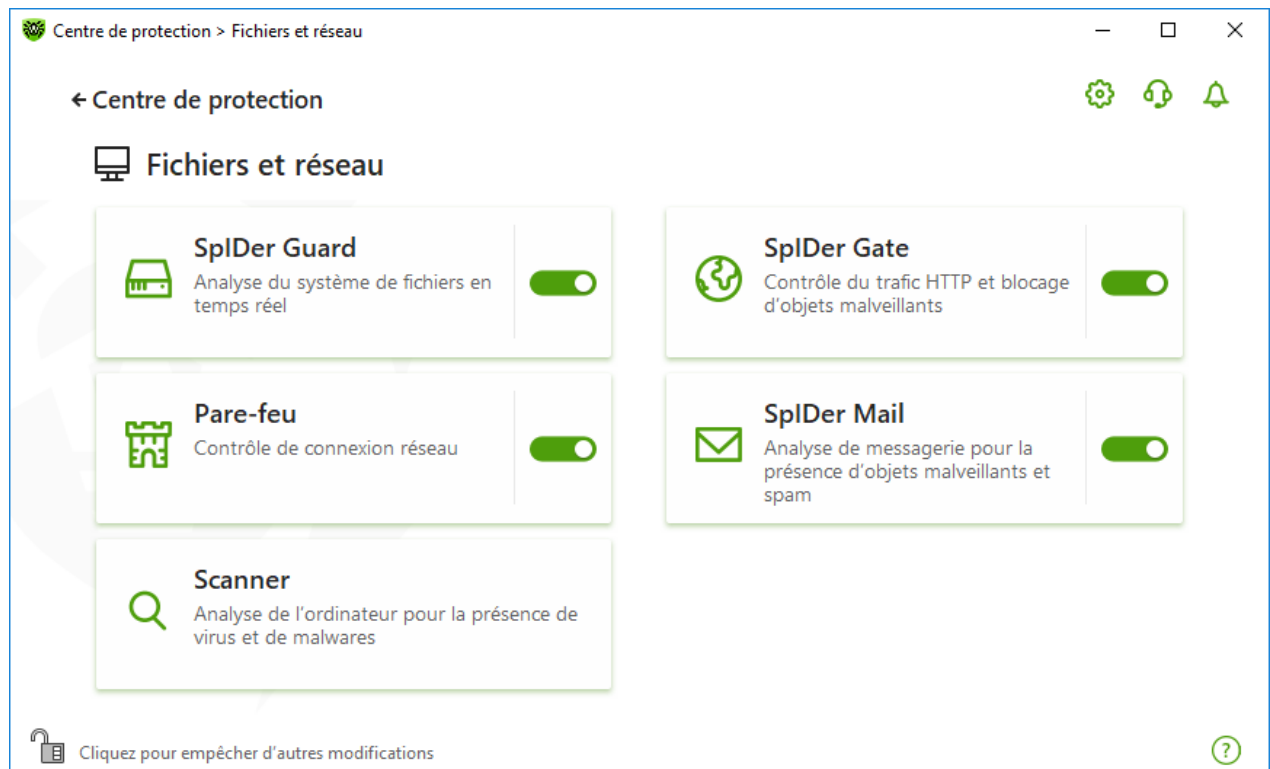 Centre de protection > Fichiers et réseau
Centre de protection
Fichiers et réseau
SpIDer Guard
Analyse du système de fichiers en
temps réel
SpIDer Gate
Contrôle du trafic HTTP et blocage
d'objets malveillants
Pare-feu
Contrôle de connexion réseau
SpIDer Mail
Analyse de messagerie pour la
présence d'objets malveillants et
spam
Scanner
Analyse de l'ordinateur pour la présence de
virus et de malwares
Cliquez pour empêcher d'autres modifications
?